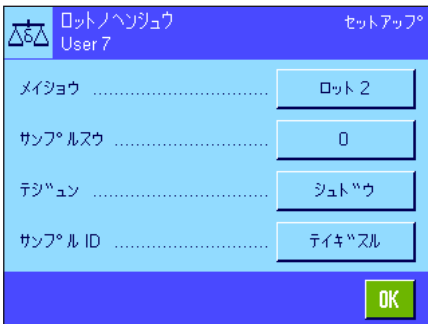 ロットノヘンシュウ セットアップ
User 7
メイショウ .............................. ロット 2
サンプルスウ .......................... 0
テジュン .............................. シュドウ
サンプル ID .......................... テイギスル
OK